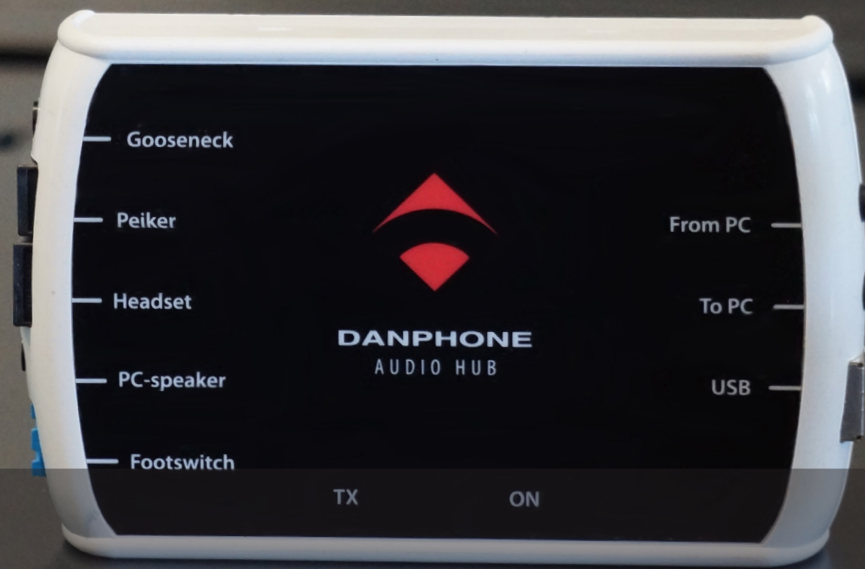 Gooseneck
Peiker
Headset
PC-speaker
Footswitch
DANPHONE
AUDIO HUB
From PC
To PC
USB
TX
ON